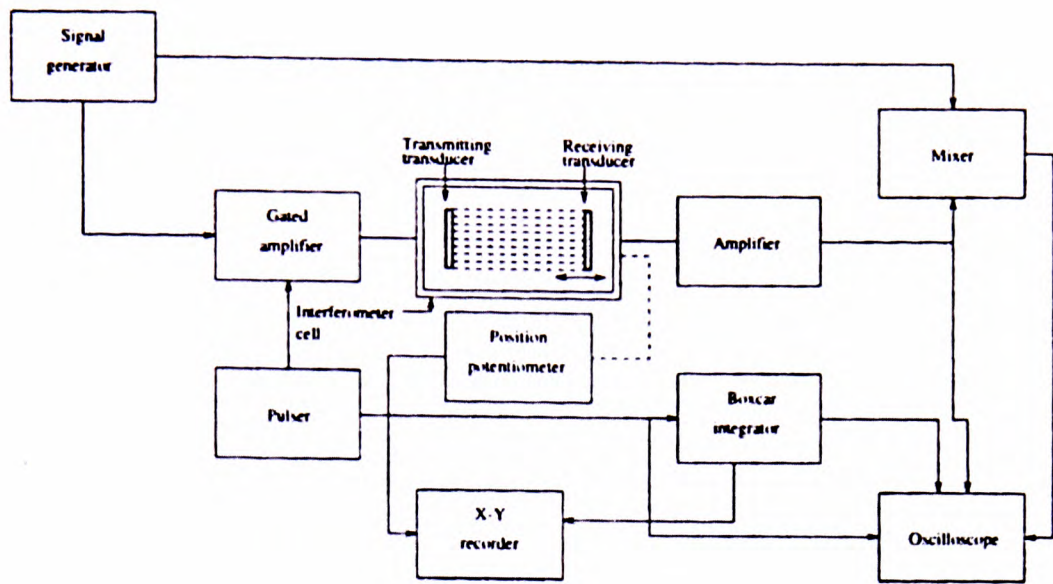 Signal
generator
Transmitting
transducer
Receiving
transducer
Mixer
Gated
amplifier
Amplifier
Interferometer
cell
Position
potentiometer
Pulser
Boxcar
integrator
X-Y
recorder
Oscilloscope